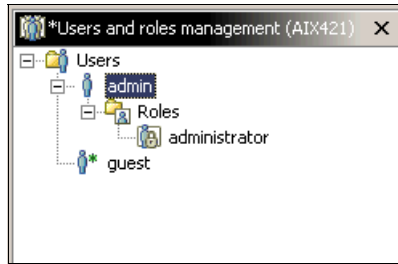 *Users and roles management (AIX421)
Users
admin
Roles
administrator
* guest